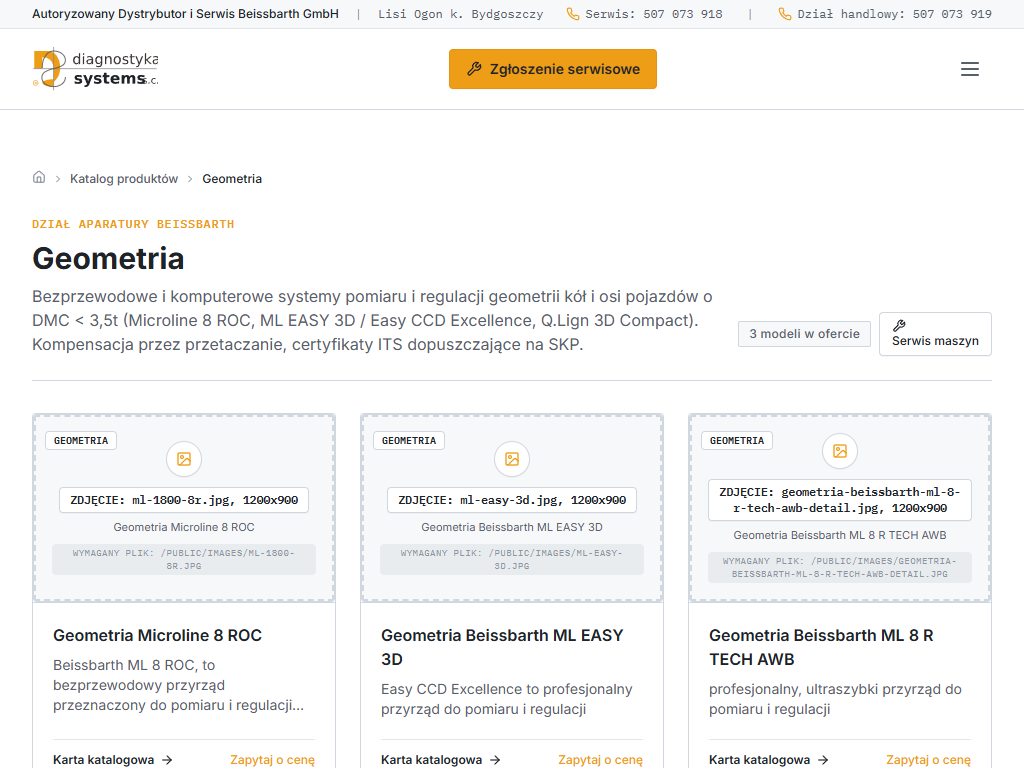 Autoryzowany Dystrybutor i Serwis Beissbarth GmbH | Lisi Ogon k. Bydgoszczy Serwis: 507 073 918 | Dział handlowy: 507 073 919
diagnostyka
systems s.c.
Zgłoszenie serwisowe
Katalog produktów > Geometria
DZIAŁ APARATURY BEISSBARTH
Geometria
Bezprzewodowe i komputerowe systemy pomiaru i regulacji geometrii kół i osi pojazdów o
DMC < 3,5t (Microline 8 ROC, ML EASY 3D / Easy CCD Excellence, Q.Lign 3D Compact).
Kompensacja przez przetaczanie, certyfikaty ITS dopuszczające na SKP.
3 modeli w ofercie
Serwis maszyn
GEOMETRIA
ZDJĘCIE: ml-1800-8r.jpg, 1200x900
Geometria Microline 8 ROC
WYMAGANY PLIK: /PUBLIC/IMAGES/ML-1800-
8R.JPG
Geometria Microline 8 ROC
Beissbarth ML 8 ROC, to
bezprzewodowy przyrząd
przeznaczony do pomiaru i regulacji...
Karta katalogowa → Zapytaj o cenę
GEOMETRIA
ZDJĘCIE: ml-easy-3d.jpg, 1200x900
Geometria Beissbarth ML EASY 3D
WYMAGANY PLIK: /PUBLIC/IMAGES/ML-EASY-
3D.JPG
Geometria Beissbarth ML EASY
3D
Easy CCD Excellence to profesjonalny
przyrząd do pomiaru i regulacji
Karta katalogowa → Zapytaj o cenę
GEOMETRIA
ZDJĘCIE: geometria-beissbarth-ml-8-
r-tech-awb-detail.jpg, 1200x900
Geometria Beissbarth ML 8 R TECH AWB
WYMAGANY PLIK: /PUBLIC/IMAGES/GEOMETRIA-
BEISSBARTH-ML-8-R-TECH-AWB-DETAIL.JPG
Geometria Beissbarth ML 8 R
TECH AWB
profesjonalny, ultraszybki przyrząd do
pomiaru i regulacji
Karta katalogowa → Zapytaj o cenę